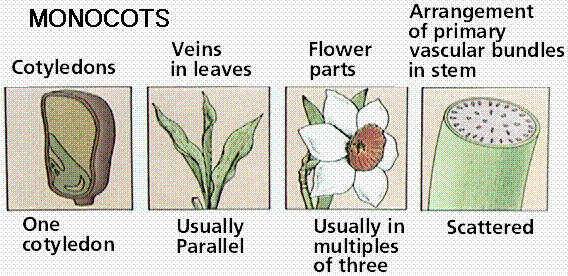 MONOCOTS
Cotyledons
Veins
in leaves
Flower
parts
Arrangement
of primary
vascular bundles
in stem
One
cotyledon
Usually
Parallel
Usually in
multiples
of three
Scattered